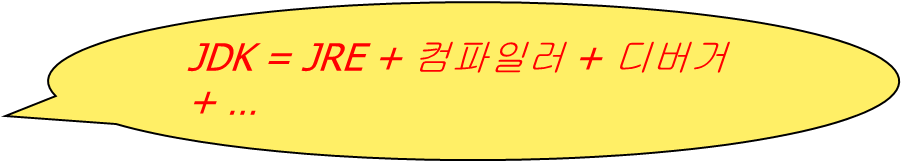 JDK = JRE + 컴파일러 + 디버거
+ ...